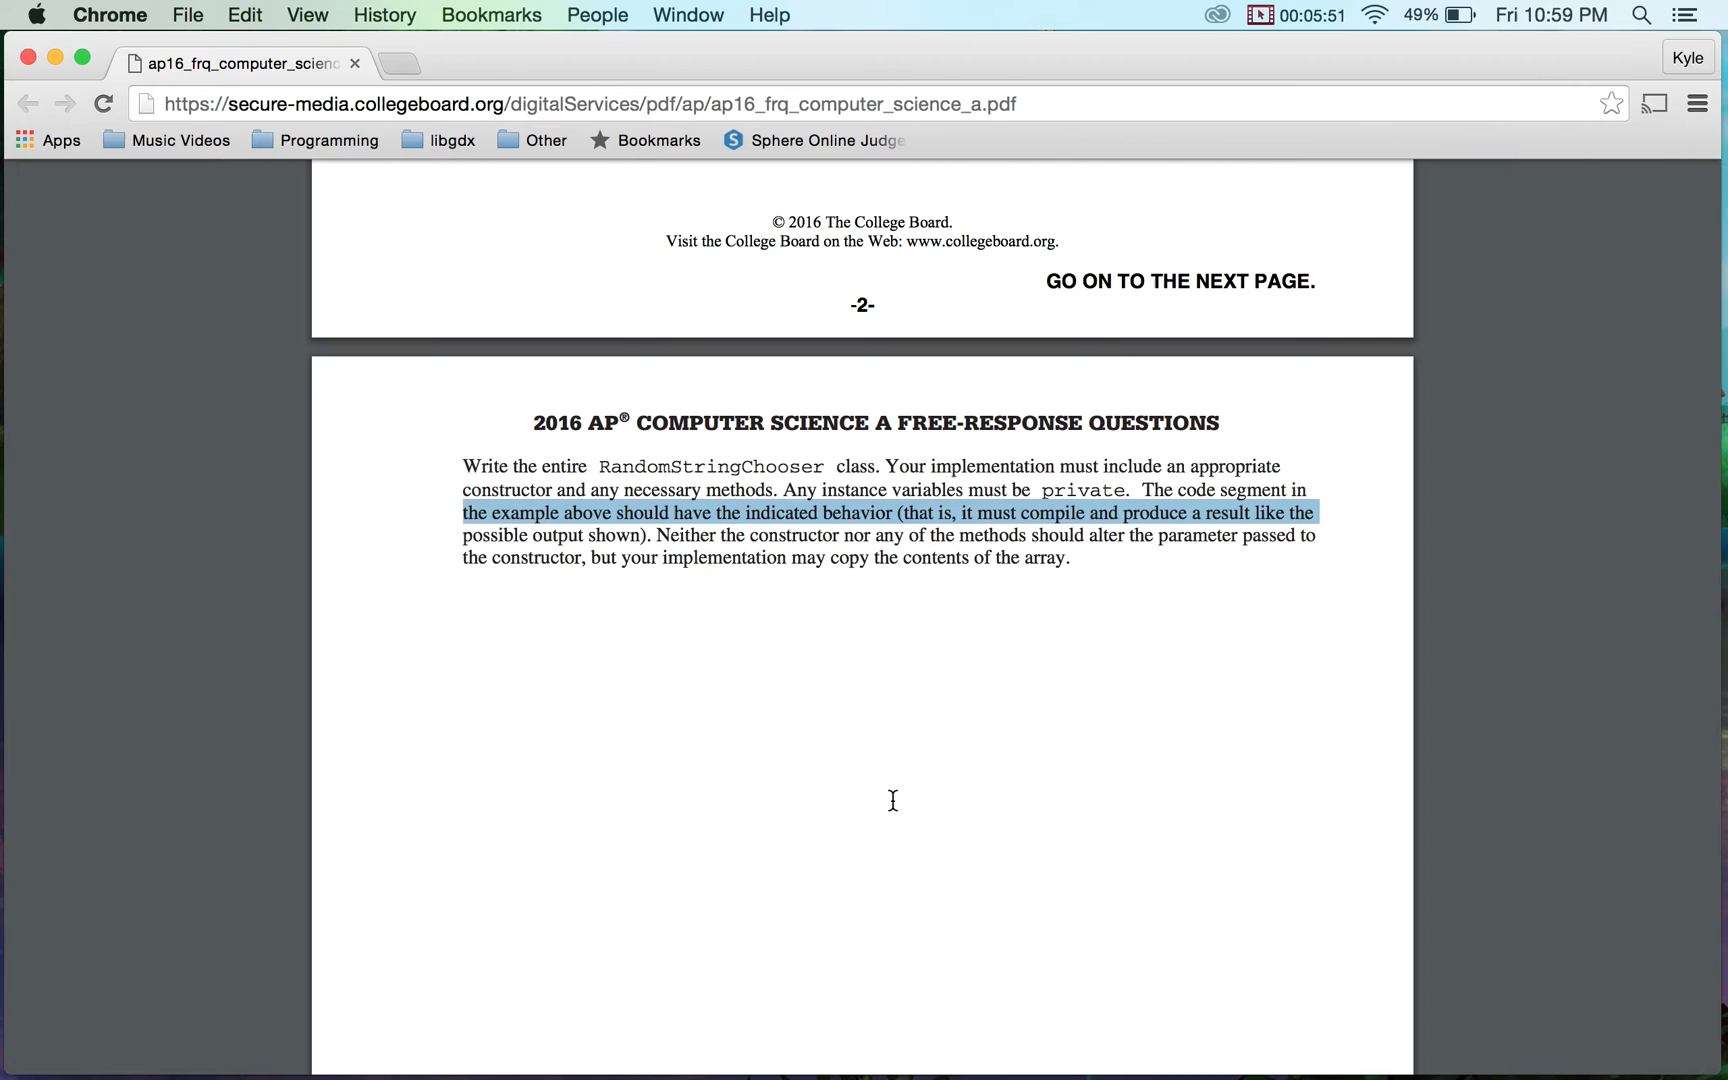 Chrome File Edit View History Bookmarks People Window Help 00:05:51 49% Fri 10:59 PM
ap16_frq_computer_scienc Kyle
https://secure-media.collegeboard.org/digitalServices/pdf/ap/ap16_frq_computer_science_a.pdf
Apps Music Videos Programming libgdx Other Bookmarks S Sphere Online Judge
© 2016 The College Board.
Visit the College Board on the Web: www.collegeboard.org.
GO ON TO THE NEXT PAGE.
-2-
2016 AP® COMPUTER SCIENCE A FREE-RESPONSE QUESTIONS
Write the entire RandomStringChooser class. Your implementation must include an appropriate
constructor and any necessary methods. Any instance variables must be private. The code segment in
the example above should have the indicated behavior (that is, it must compile and produce a result like the
possible output shown). Neither the constructor nor any of the methods should alter the parameter passed to
the constructor, but your implementation may copy the contents of the array.